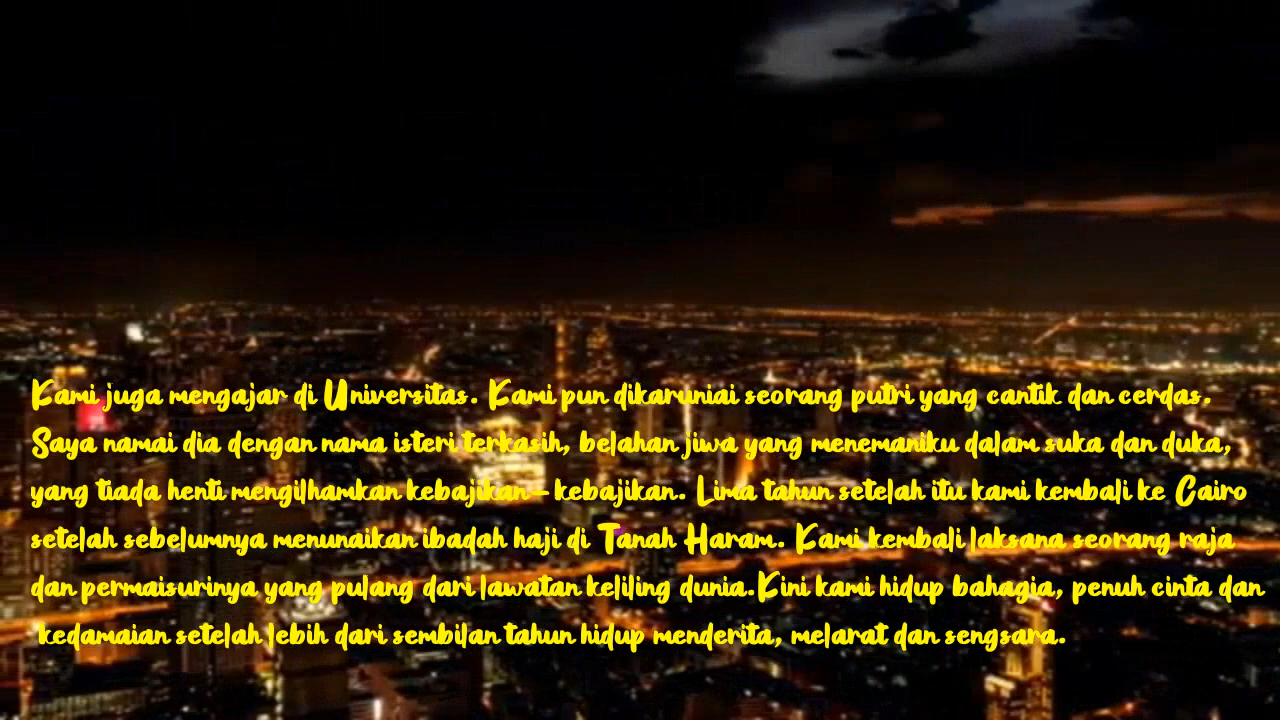 Kami juga mengajar di Universitas. Kami pun dikaruniai seorang putri yang cantik dan cerdas.
Saya namai dia dengan nama isteri terkasih, belahan jiwa yang menemaniku dalam suka dan duka,
yang tiada henti mengilhamkan kebajikan-kebajikan. Lima tahun setelah itu kami kembali ke Cairo
setelah sebelumnya menunaikan ibadah haji di Tanah Haram. Kami kembali laksana seorang raja
dan permaisurinya yang pulang dari lawatan keliling dunia.Kini kami hidup bahagia, penuh cinta dan
kedamaian setelah lebih dari sembilan tahun hidup menderita, melarat dan sengsara.